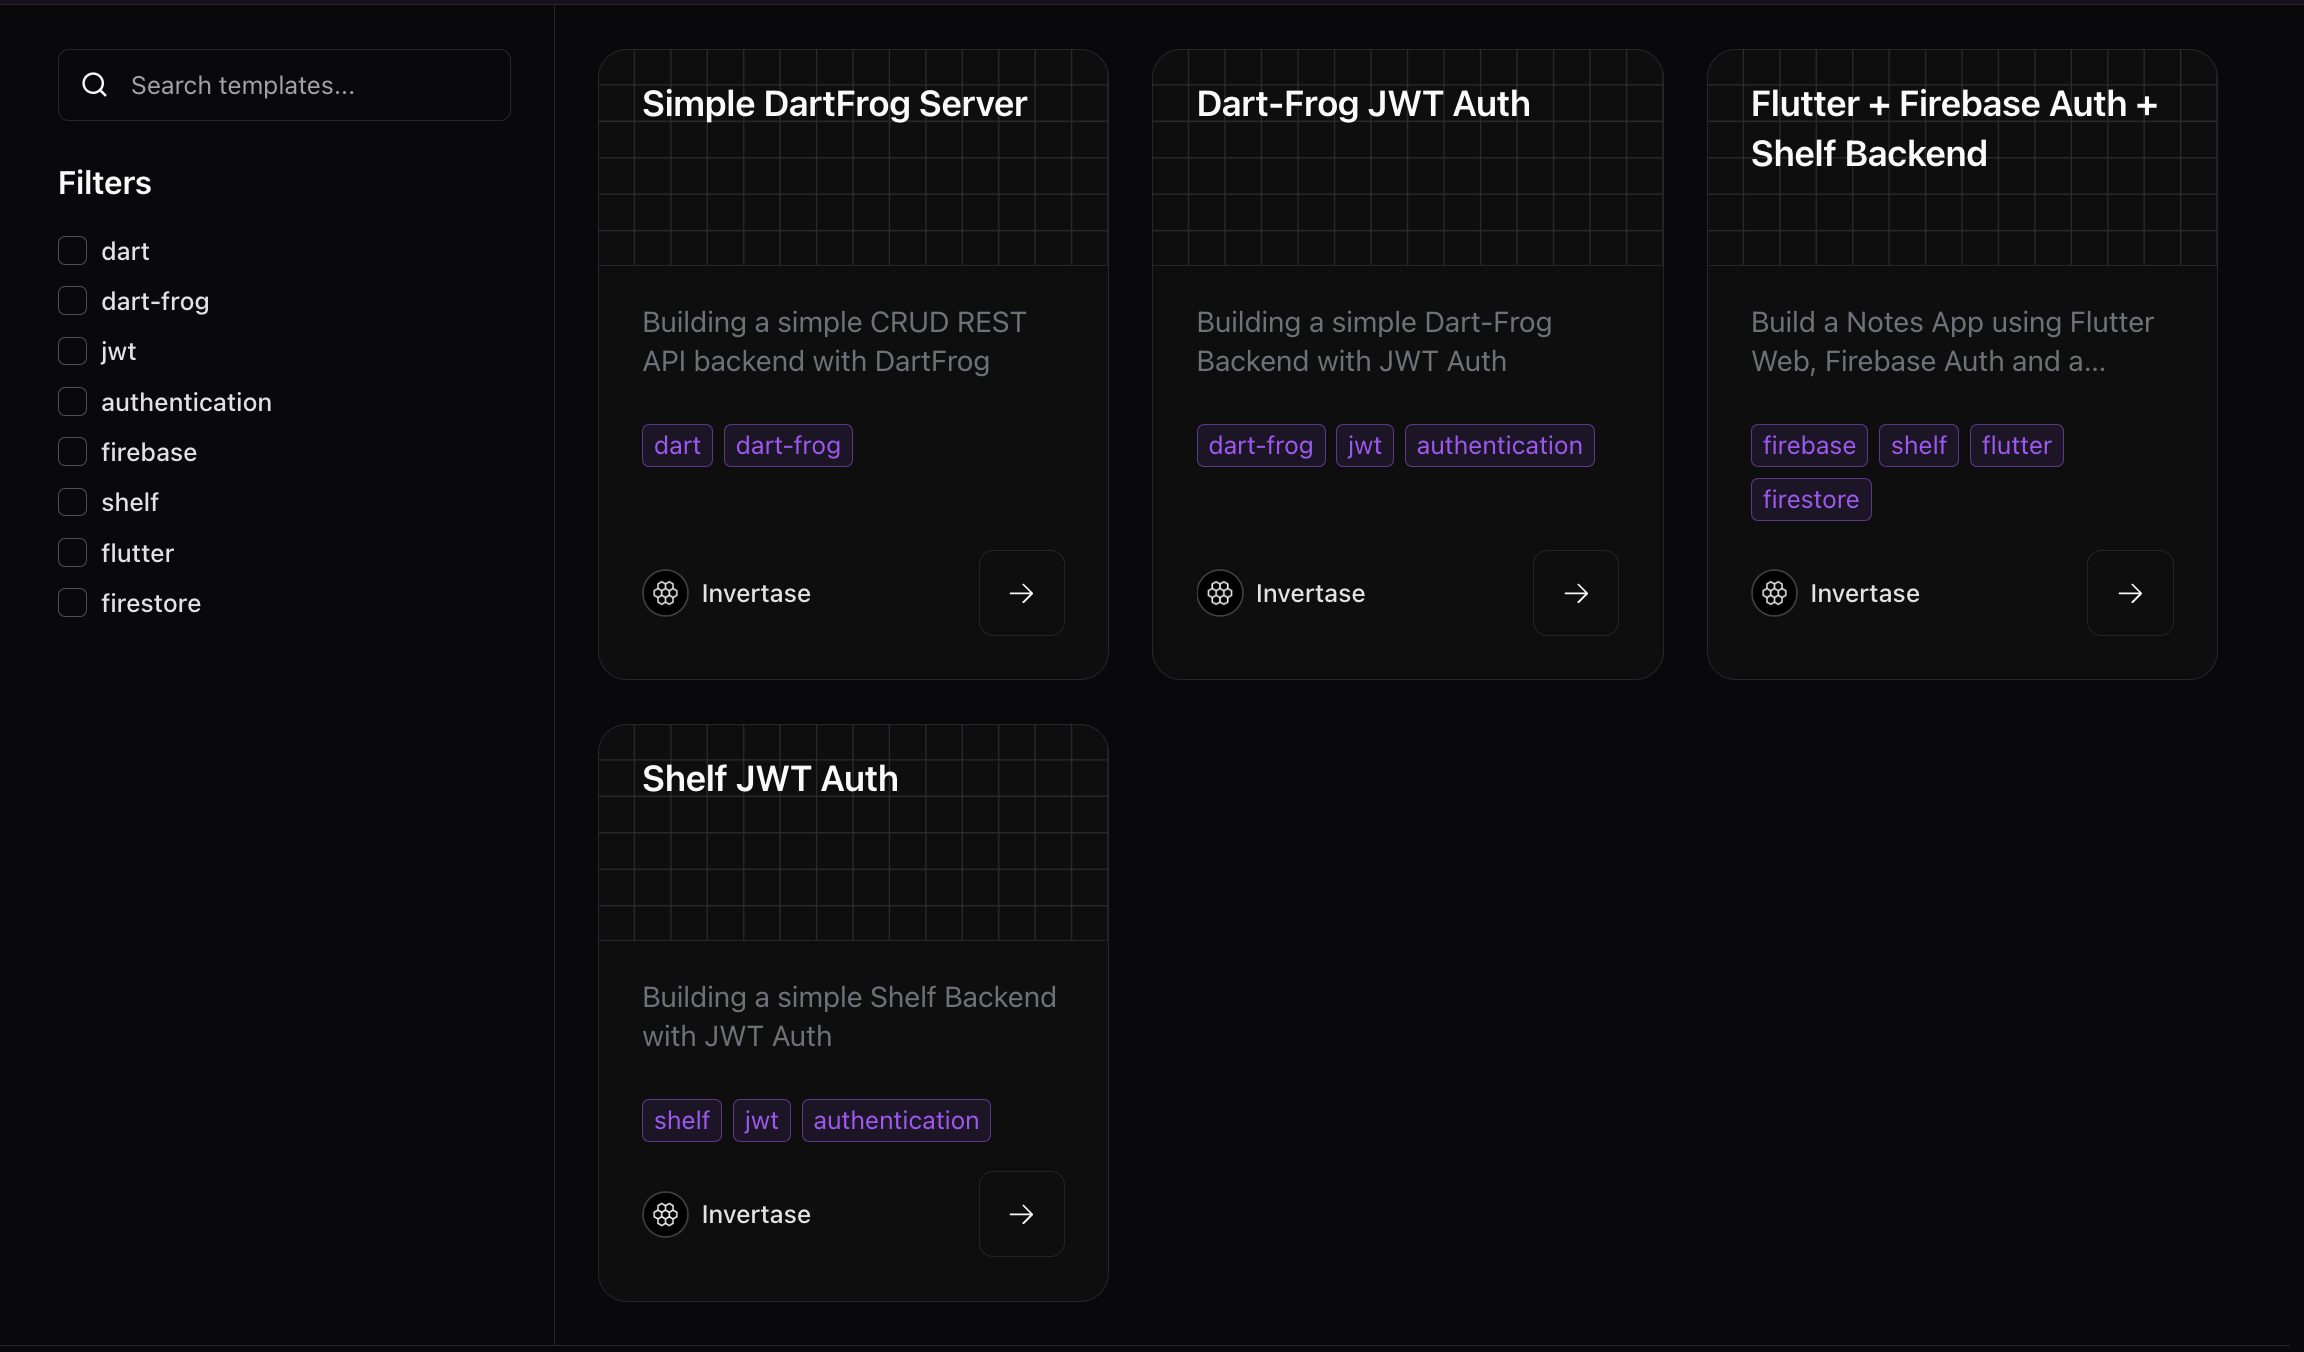 Search templates...
Filters
dart
dart-frog
jwt
authentication
firebase
shelf
flutter
firestore
Simple DartFrog Server
Building a simple CRUD REST
API backend with DartFrog
dart dart-frog
Invertase
Dart-Frog JWT Auth
Building a simple Dart-Frog
Backend with JWT Auth
dart-frog jwt authentication
Invertase
Flutter + Firebase Auth +
Shelf Backend
Build a Notes App using Flutter
Web, Firebase Auth and a...
firebase shelf flutter
firestore
Invertase
Shelf JWT Auth
Building a simple Shelf Backend
with JWT Auth
shelf jwt authentication
Invertase